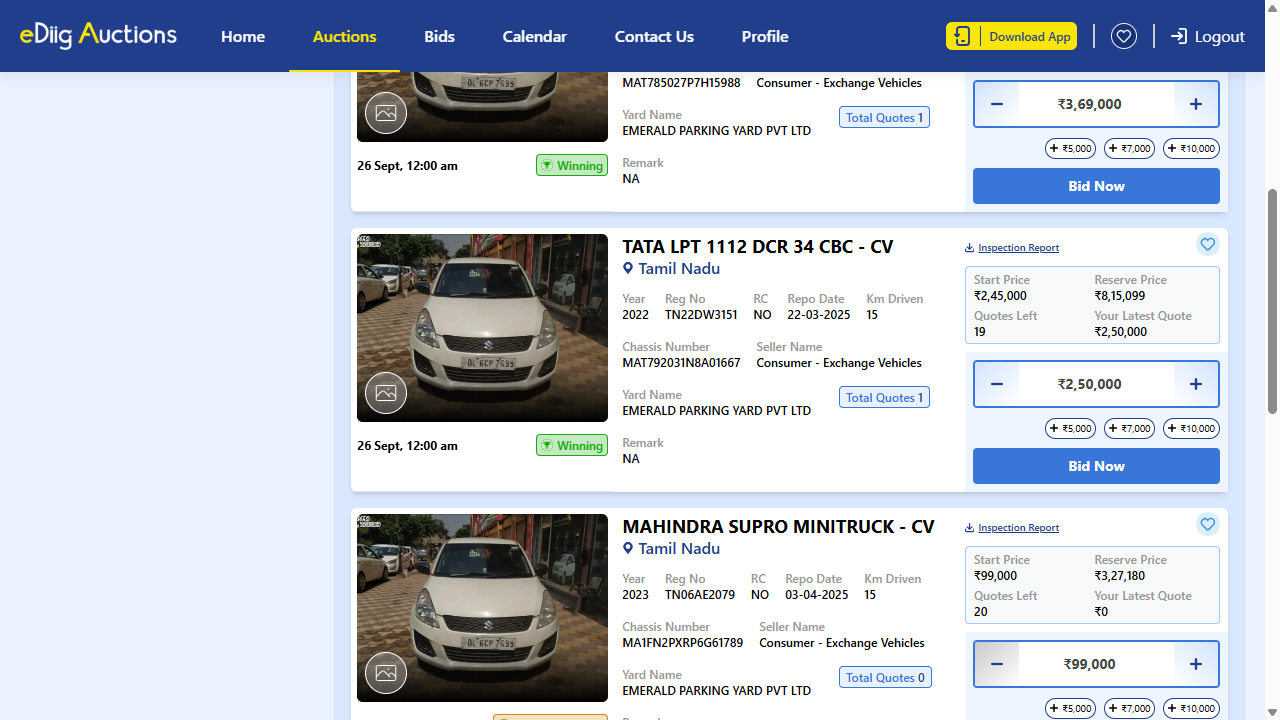 eDiig Auctions
Home
Auctions
Bids
Calendar
Contact Us
Profile
Download App
Logout
MAT785027P7H15988 Consumer - Exchange Vehicles
Yard Name
EMERALD PARKING YARD PVT LTD
Total Quotes 1
Remark
NA
26 Sept, 12:00 am
Winning
₹3,69,000
+ ₹5,000 + ₹7,000 + ₹10,000
Bid Now
DL 6CP 7699
TATA LPT 1112 DCR 34 CBC - CV
Tamil Nadu
Year Reg No RC Repo Date Km Driven
2022 TN22DW3151 NO 22-03-2025 15
Chassis Number Seller Name
MAT792031N8A01667 Consumer - Exchange Vehicles
Yard Name
EMERALD PARKING YARD PVT LTD
Total Quotes 1
Remark
NA
26 Sept, 12:00 am
Winning
Inspection Report
Start Price Reserve Price
₹2,45,000 ₹8,15,099
Quotes Left Your Latest Quote
19 ₹2,50,000
₹2,50,000
+ ₹5,000 + ₹7,000 + ₹10,000
Bid Now
DL 6CP 7699
MAHINDRA SUPRO MINITRUCK - CV
Tamil Nadu
Year Reg No RC Repo Date Km Driven
2023 TN06AE2079 NO 03-04-2025 15
Chassis Number Seller Name
MA1FN2PXRP6G61789 Consumer - Exchange Vehicles
Yard Name
EMERALD PARKING YARD PVT LTD
Total Quotes 0
Inspection Report
Start Price Reserve Price
₹99,000 ₹3,27,180
Quotes Left Your Latest Quote
20 ₹0
₹99,000
+ ₹5,000 + ₹7,000 + ₹10,000
DL 6CP 7699